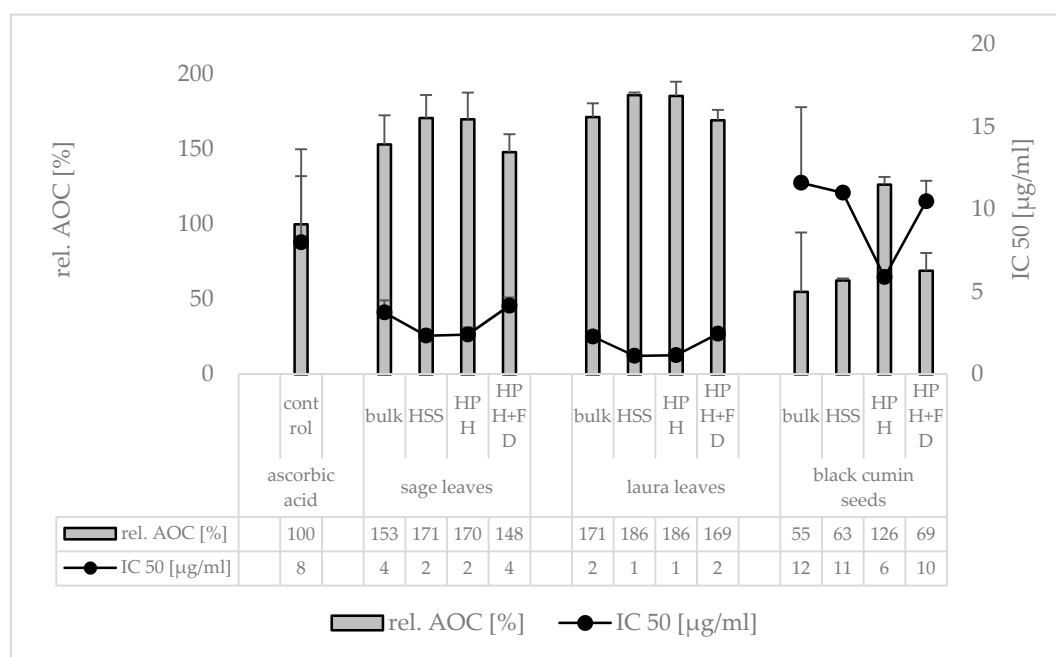 20
200
15
150
10
100
5
50
0
0
rel. AOC [%]
IC 50 [µg/ml]
cont
rol
bulk HSS HP
H
HP
H+F
D
bulk HSS HP
H
HP
H+F
D
bulk HSS HP
H
HP
H+F
D
ascorbic
acid
sage leaves
laura leaves
black cumin
seeds
rel. AOC [%] 100 153 171 170 148 171 186 186 169 55 63 126 69
IC 50 [µg/ml] 8 4 2 2 4 2 1 1 2 12 11 6 10
rel. AOC [%] IC 50 [µg/ml]